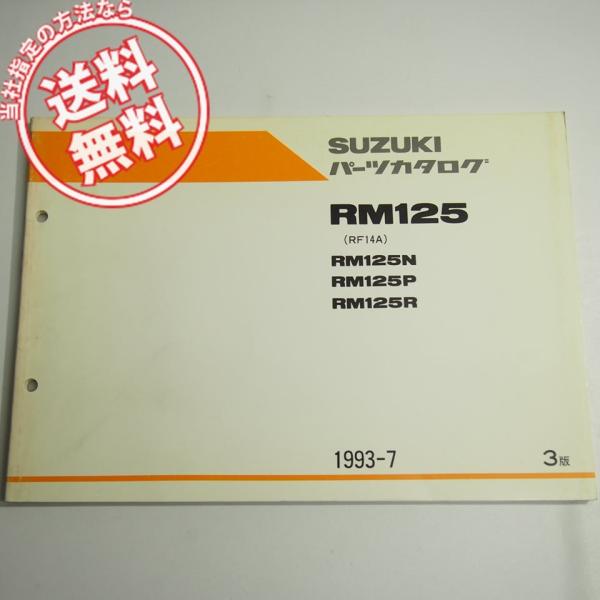 当社指定の方法なら
送料
無料
SUZUKI
パーツカタログ
RM125
(RF14A)
RM125N
RM125P
RM125R
1993-7
3版